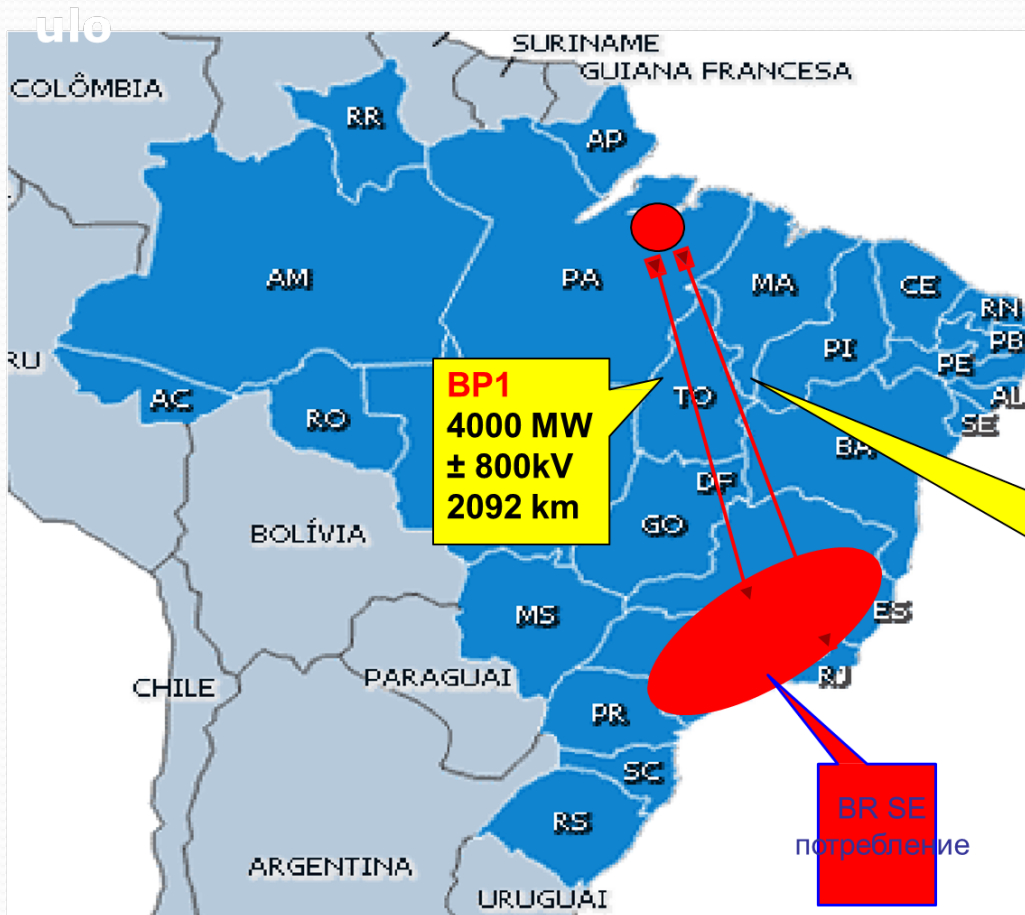 ulo
SURINAME
COLÔMBIA
GUIANA FRANCESA
RR
AP
AM
PA
MA
CE
RN
RU
PI
PB
PE
BP1
4000 MW
± 800kV
2092 km
AC
RO
TO
AL
SE
BA
DF
GO
BOLÍVIA
MS
ES
PARAGUAI
CHILE
RJ
PR
SC
RS
BR SE
потребление
ARGENTINA
URUGUAI